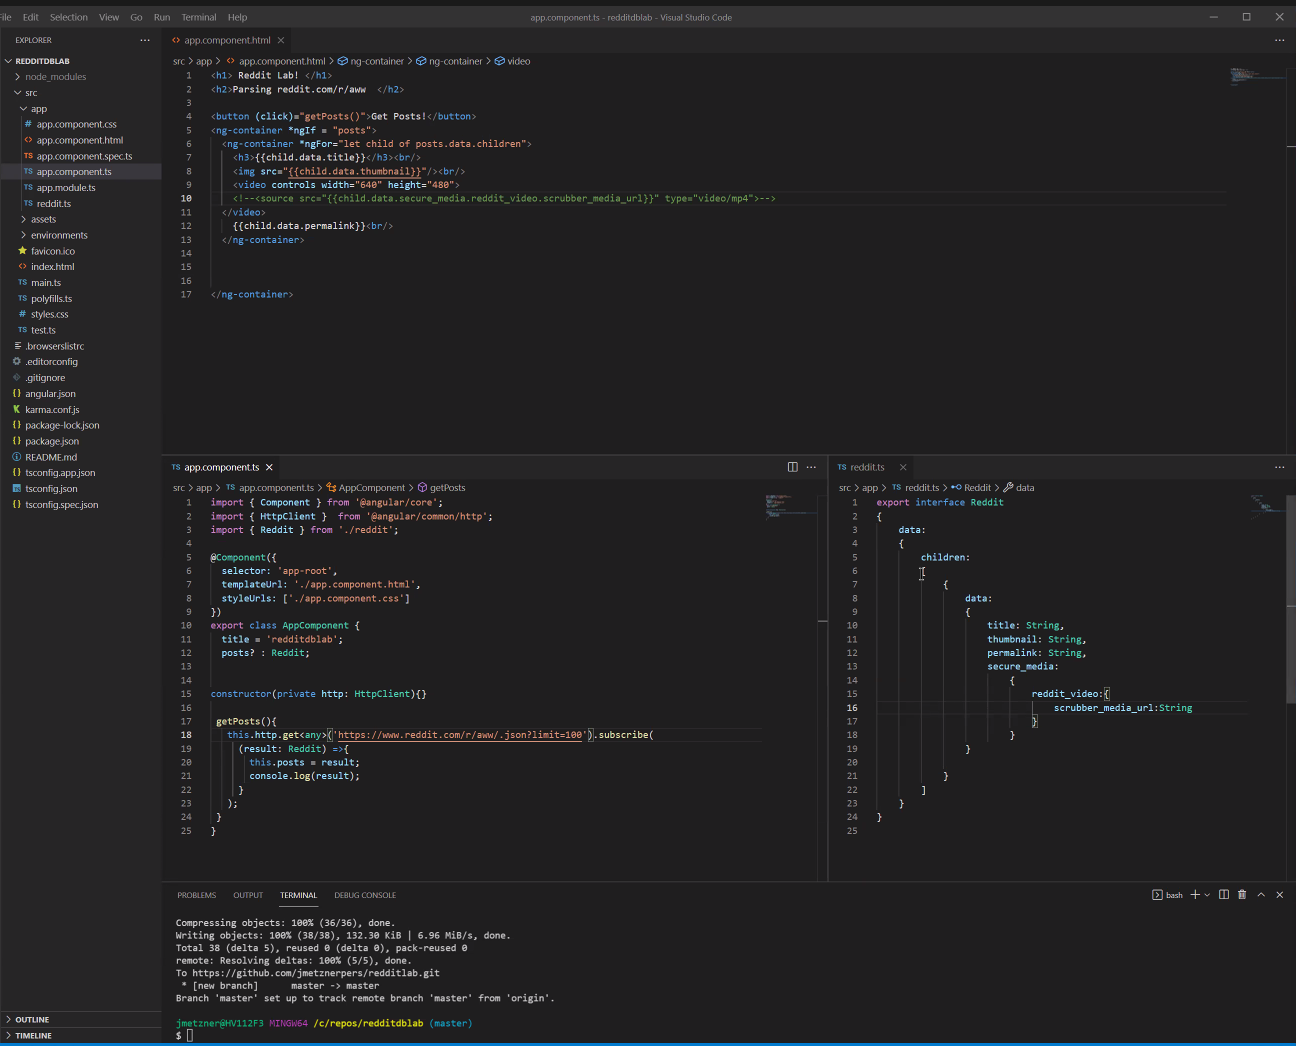 File Edit Selection View Go Run Terminal Help
app.component.ts - redditdblab - Visual Studio Code
EXPLORER
REDDITDBLAB
node_modules
src
app
app.component.css
app.component.html
app.component.spec.ts
app.component.ts
app.module.ts
reddit.ts
assets
environments
favicon.ico
index.html
main.ts
polyfills.ts
styles.css
test.ts
.browserslistrc
.editorconfig
.gitignore
angular.json
karma.conf.js
package-lock.json
package.json
README.md
tsconfig.app.json
tsconfig.json
tsconfig.spec.json
OUTLINE
TIMELINE
app.component.html
src > app > app.component.html > ng-container > ng-container > video
1 <h1> Reddit Lab! </h1>
2 <h2>Parsing reddit.com/r/aww  </h2>
3
4 <button (click)="getPosts()">Get Posts!</button>
5 <ng-container *ngIf = "posts">
6 <ng-container *ngFor="let child of posts.data.children">
7 <h3>{{child.data.title}}</h3><br/>
8 <img src="{{child.data.thumbnail}}"/><br/>
9 <video controls width="640" height="480">
10 <!--<source src="{{child.data.secure_media.reddit_video.scrubber_media_url}}" type="video/mp4">-->
11 </video>
12 {{child.data.permalink}}<br/>
13 </ng-container>
14
15
16
17 </ng-container>
TS app.component.ts
src > app > TS app.component.ts > AppComponent > getPosts
1 import { Component } from '@angular/core';
2 import { HttpClient }  from '@angular/common/http';
3 import { Reddit } from './reddit';
4
5 @Component({
6 selector: 'app-root',
7 templateUrl: './app.component.html',
8 styleUrls: ['./app.component.css']
9 })
10 export class AppComponent {
11 title = 'redditdblab';
12 posts? : Reddit;
13
14
15 constructor(private http: HttpClient){}
16
17 getPosts(){
18 this.http.get<any>('https://www.reddit.com/r/aww/.json?limit=100').subscribe(
19 (result: Reddit) =>{
20 this.posts = result;
21 console.log(result);
22 }
23 );
24 }
25 }
TS reddit.ts
src > app > TS reddit.ts > Reddit > data
1 export interface Reddit
2 {
3 data:
4 {
5 children:
6 [
7 {
8 data:
9 {
10 title: String,
11 thumbnail: String,
12 permalink: String,
13 secure_media:
14 {
15 reddit_video:{
16 scrubber_media_url:String
17 }
18 }
19 }
20
21 }
22 ]
23 }
24 }
25
PROBLEMS OUTPUT TERMINAL DEBUG CONSOLE
bash
Compressing objects: 100% (36/36), done.
Writing objects: 100% (38/38), 132.30 KiB | 6.96 MiB/s, done.
Total 38 (delta 5), reused 0 (delta 0), pack-reused 0
remote: Resolving deltas: 100% (5/5), done.
To https://github.com/jmetznerpers/redditlab.git
* [new branch]      master -> master
Branch 'master' set up to track remote branch 'master' from 'origin'.
jmetzner@HV112F3 MINGW64 /c/repos/redditdblab (master)
$